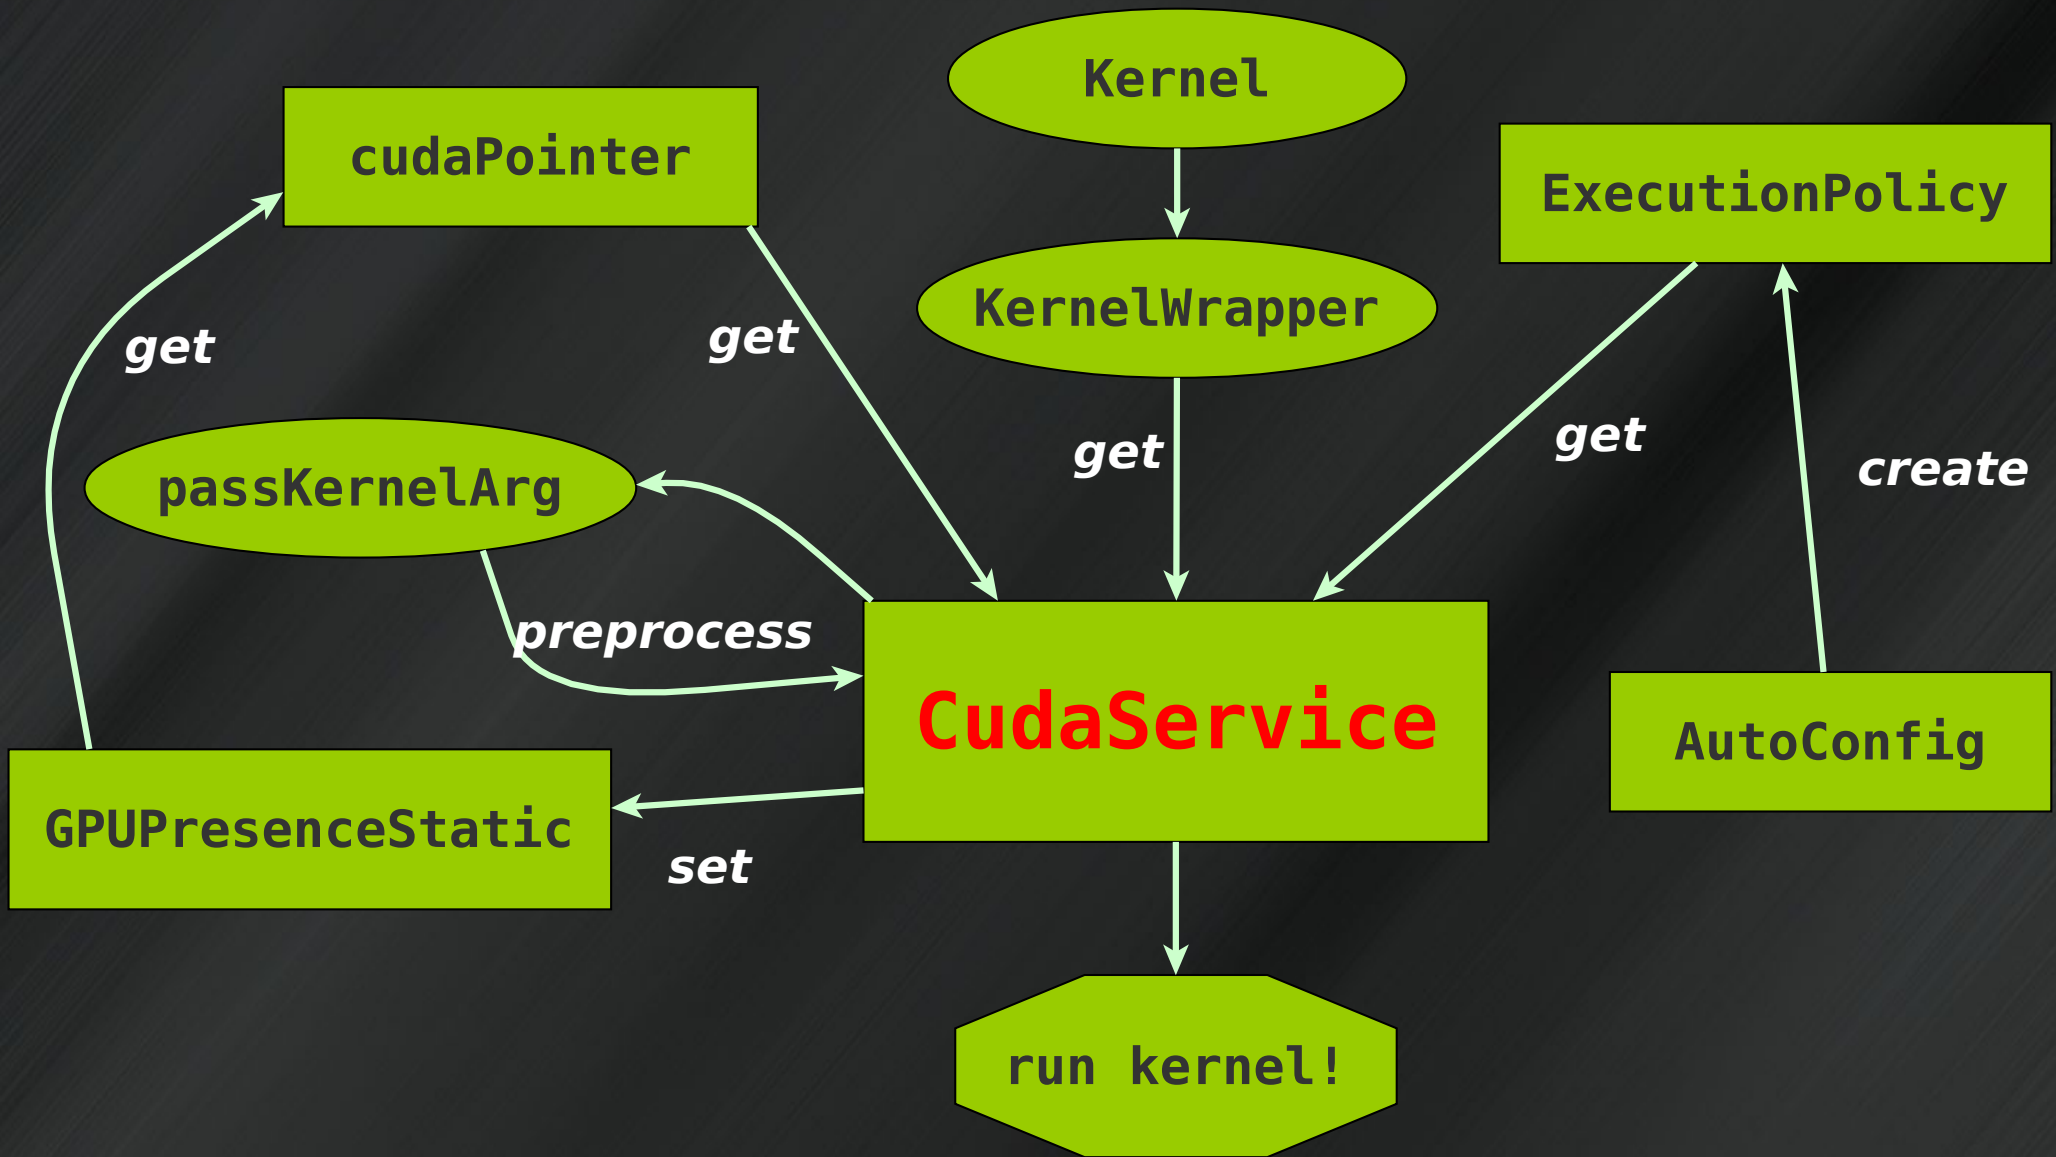 Kernel
cudaPointer
ExecutionPolicy
KernelWrapper
get
get
get
get
create
passKernelArg
preprocess
CudaService
AutoConfig
GPUPresenceStatic
set
run kernel!